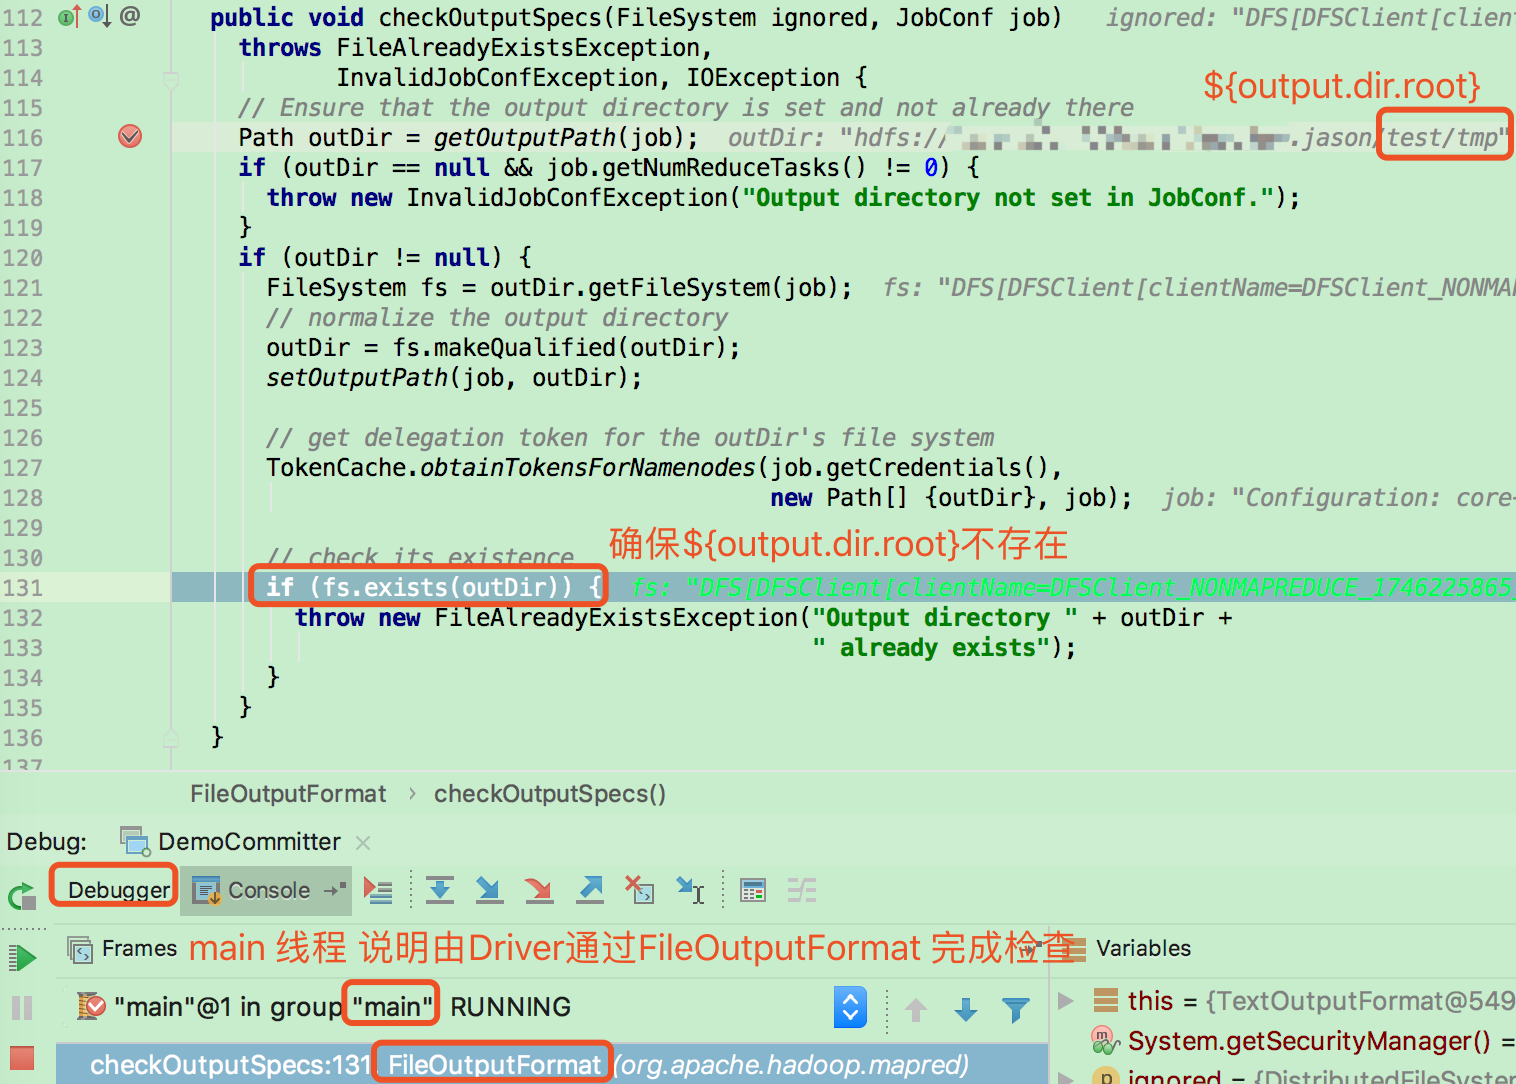 112 public void checkOutputSpecs(FileSystem ignored, JobConf job) ignored: "DFS[DFSClient[client
113 throws FileAlreadyExistsException,
114 InvalidJobConfException, IOException {
${output.dir.root}
115 // Ensure that the output directory is set and not already there
116 Path outDir = getOutputPath(job); outDir: "hdfs:// .jason/test/tmp"
117 if (outDir == null && job.getNumReduceTasks() != 0) {
118 throw new InvalidJobConfException("Output directory not set in JobConf.");
119 }
120 if (outDir != null) {
121 FileSystem fs = outDir.getFileSystem(job); fs: "DFS[DFSClient[clientName=DFSClient_NONMA
122 // normalize the output directory
123 outDir = fs.makeQualified(outDir);
124 setOutputPath(job, outDir);
125
126 // get delegation token for the outDir's file system
127 TokenCache.obtainTokensForNamenodes(job.getCredentials(),
128 new Path[] {outDir}, job); job: "Configuration: core-
129
确保${output.dir.root}不存在
130 // check its existence
131 if (fs.exists(outDir)) { fs: "DFS[DFSClient[clientName=DFSClient_NONMAPREDUCE_1746225865_
132 throw new FileAlreadyExistsException("Output directory " + outDir +
133 " already exists");
134 }
135 }
136 }
137
FileOutputFormat › checkOutputSpecs()
Debug: DemoCommitter ×
Debugger Console
Frames main 线程 说明由Driver通过FileOutputFormat 完成检查 Variables
"main"@1 in group "main" RUNNING
this = {TextOutputFormat@549
System.getSecurityManager() =
checkOutputSpecs:131, FileOutputFormat (org.apache.hadoop.mapred)
ignored = {DistributedFileSystem